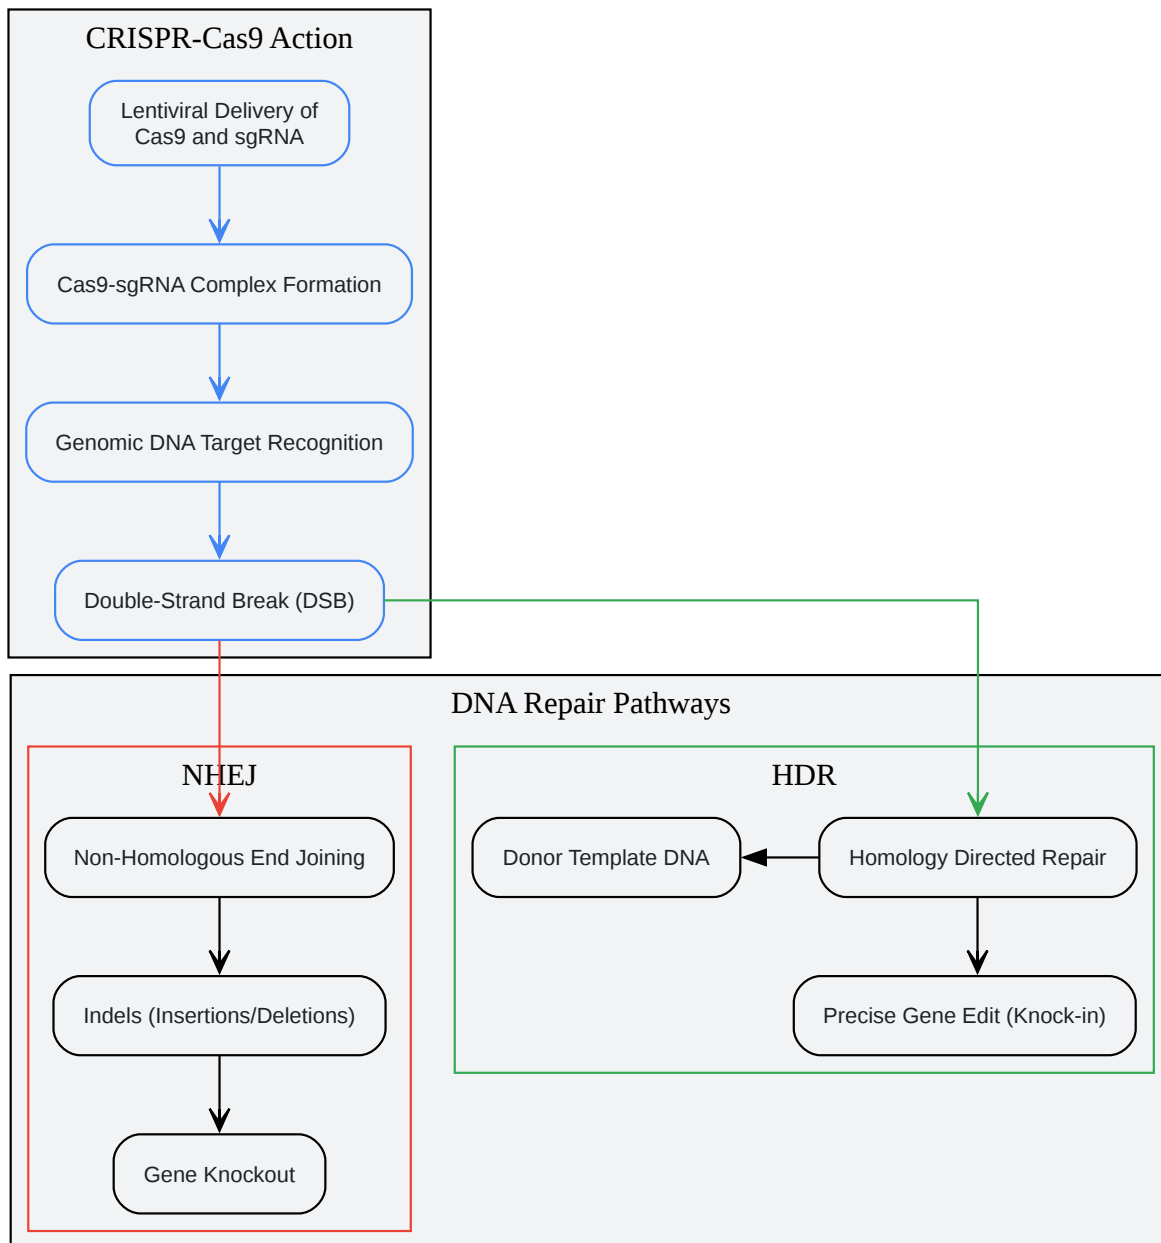 CRISPR-Cas9 Action
Lentiviral Delivery of
Cas9 and sgRNA
Cas9-sgRNA Complex Formation
Genomic DNA Target Recognition
Double-Strand Break (DSB)
DNA Repair Pathways
NHEJ
Non-Homologous End Joining
Indels (Insertions/Deletions)
Gene Knockout
HDR
Donor Template DNA
Homology Directed Repair
Precise Gene Edit (Knock-in)